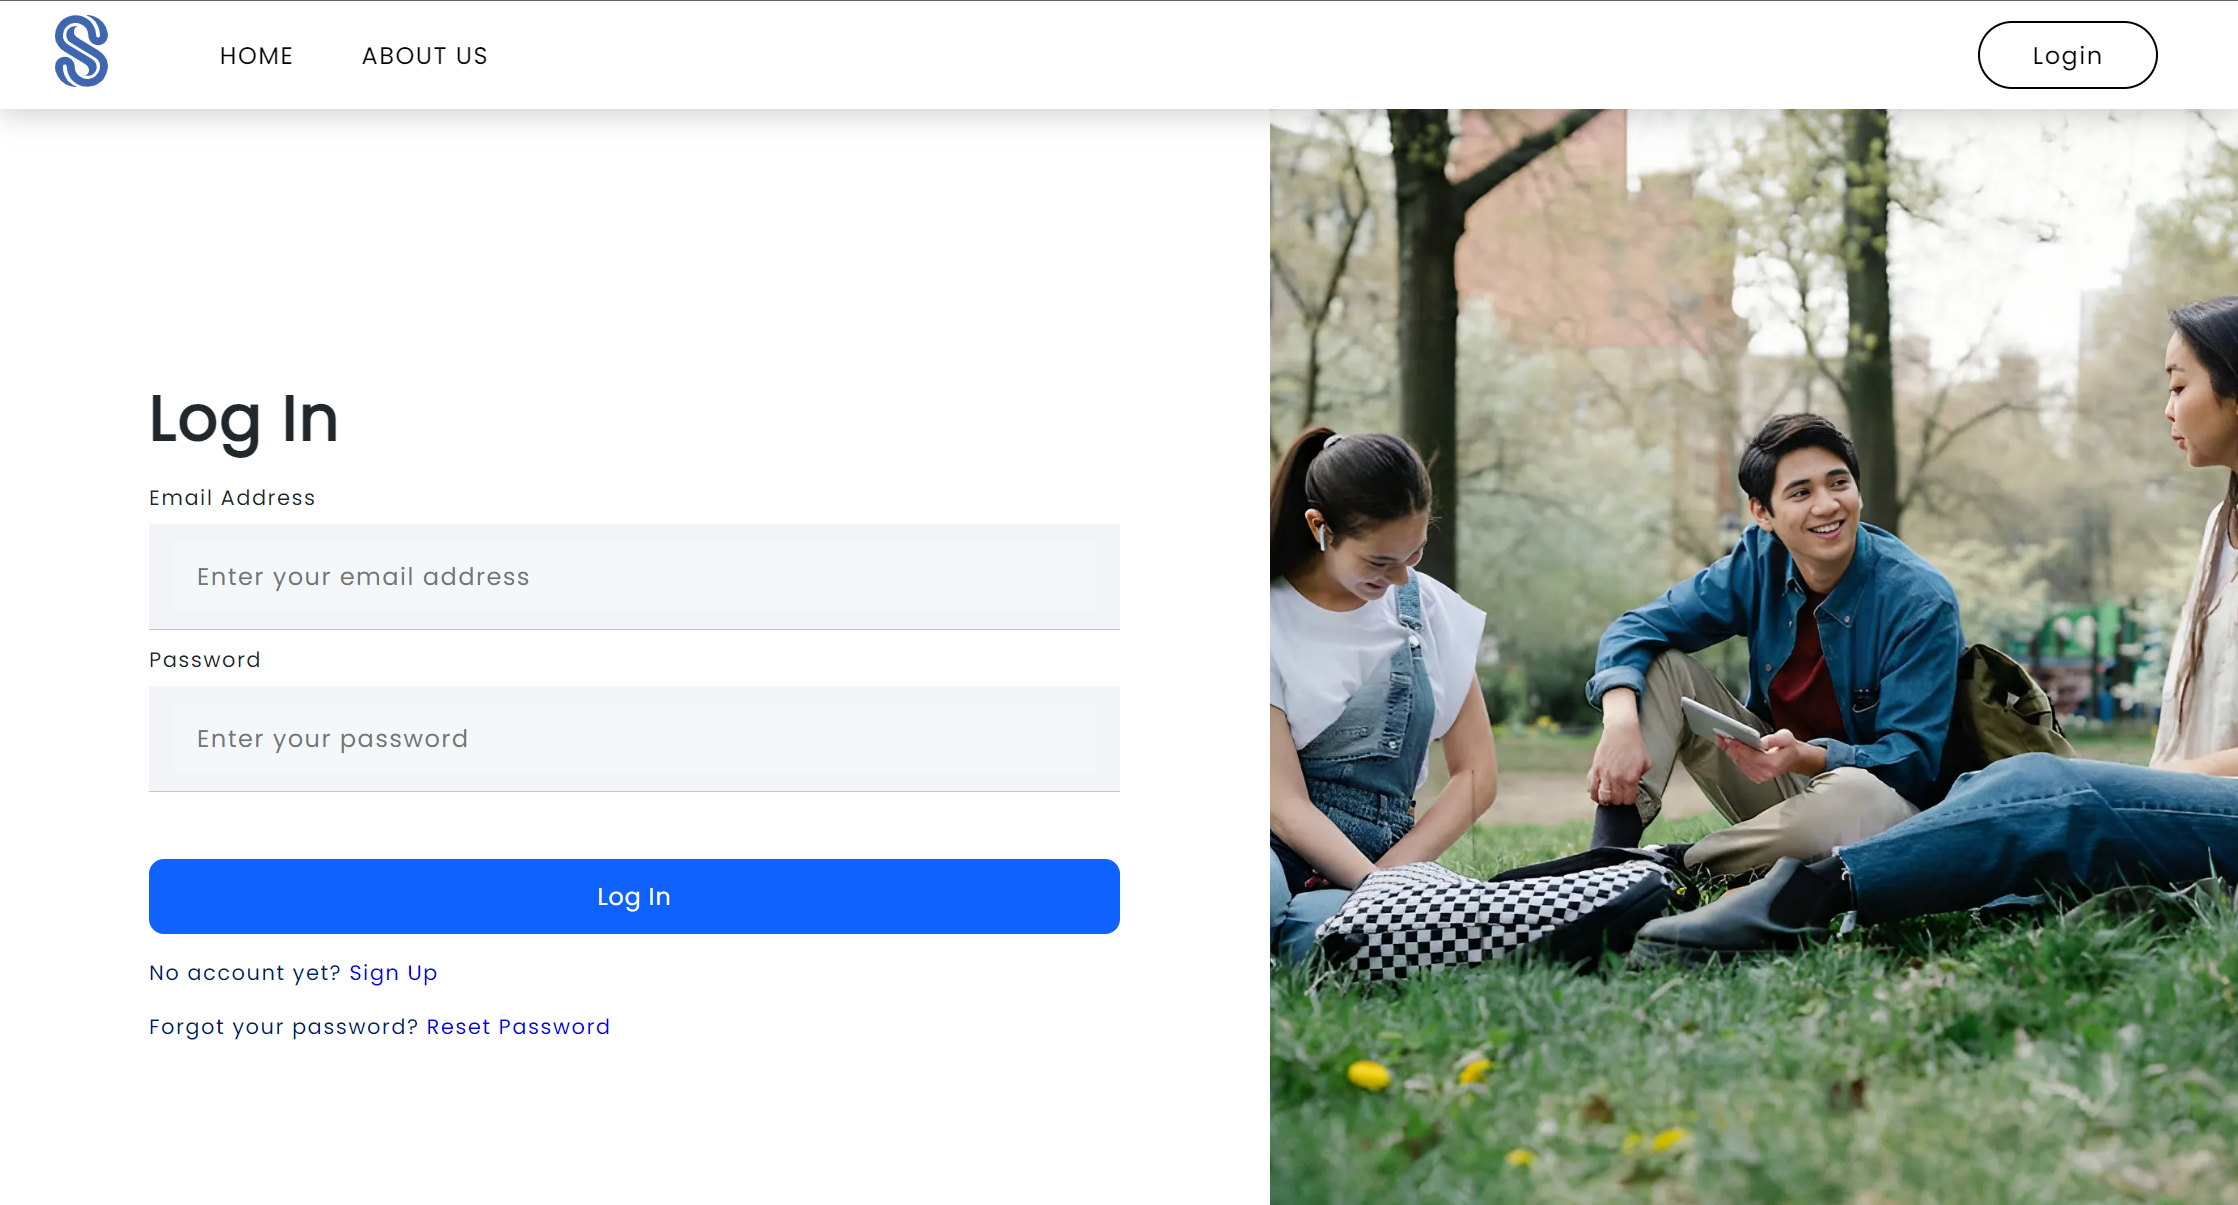 HOME ABOUT US Login
Log In
Email Address
Enter your email address
Password
Enter your password
Log In
No account yet? Sign Up
Forgot your password? Reset Password